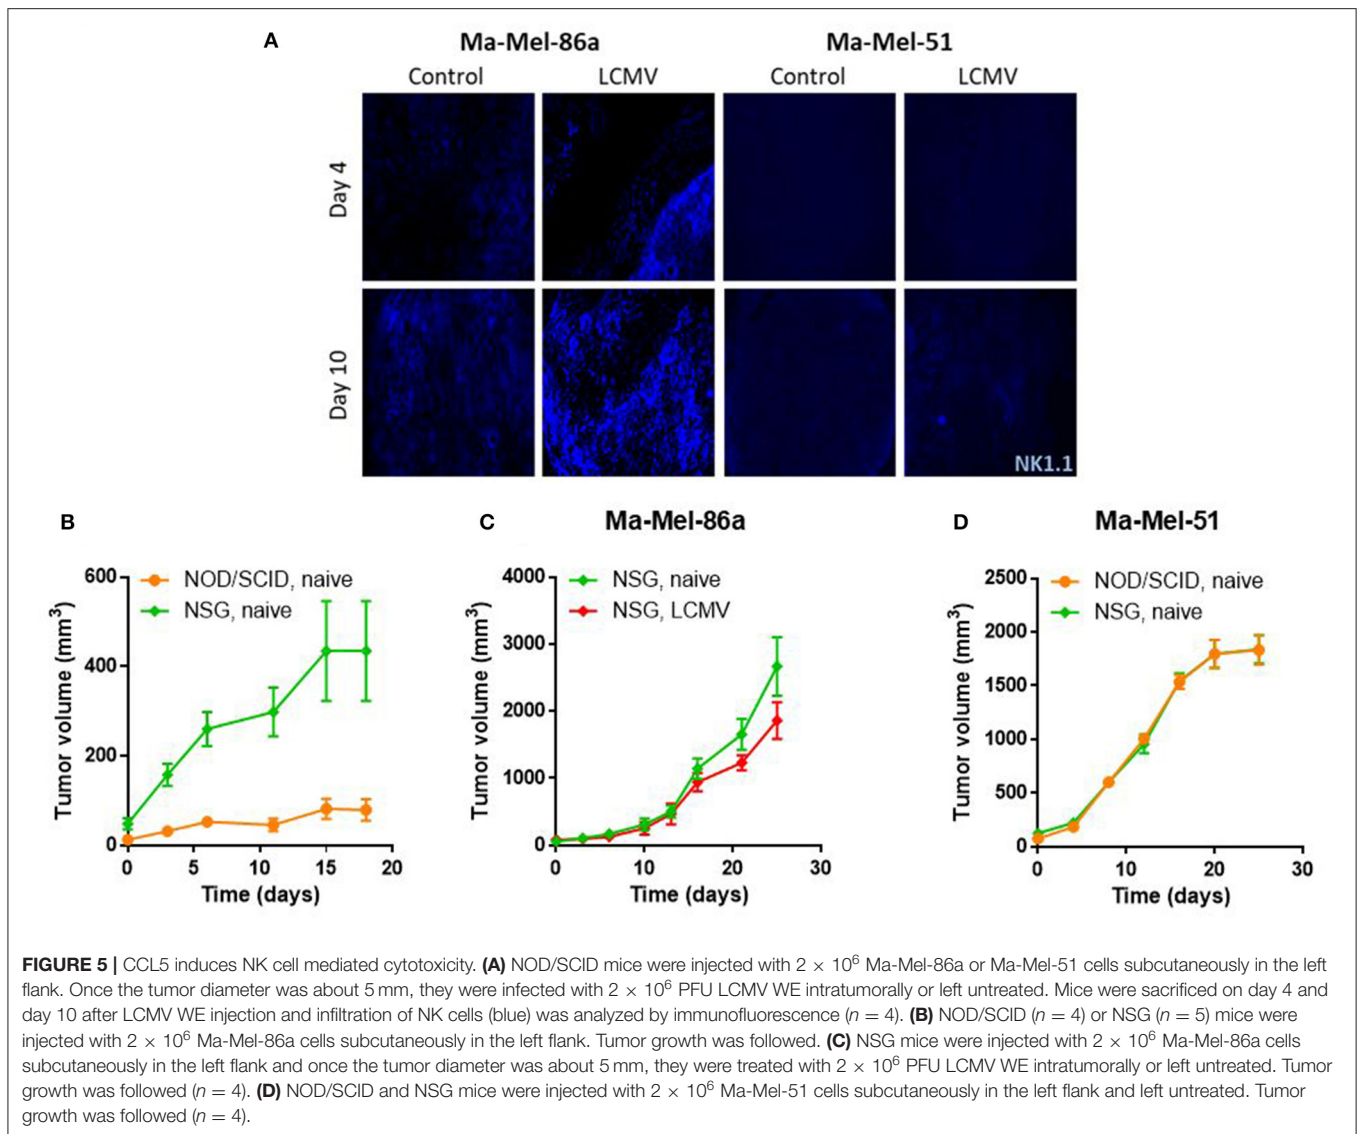 A
Ma-Mel-86a
Ma-Mel-51
Control
LCMV
Control
LCMV
Day 4
Day 10
NK1.1
B
NOD/SCID, naive
NSG, naive
600
400
200
0
0 5 10 15 20
Tumor volume (mm³)
Time (days)
C
Ma-Mel-86a
NSG, naive
NSG, LCMV
4000
3000
2000
1000
0
0 10 20 30
Tumor volume (mm³)
Time (days)
D
Ma-Mel-51
NOD/SCID, naive
NSG, naive
2500
2000
1500
1000
500
0
0 10 20 30
Tumor volume (mm³)
Time (days)
FIGURE 5 | CCL5 induces NK cell mediated cytotoxicity. (A) NOD/SCID mice were injected with 2 × 10⁶ Ma-Mel-86a or Ma-Mel-51 cells subcutaneously in the left
flank. Once the tumor diameter was about 5 mm, they were infected with 2 × 10⁶ PFU LCMV WE intratumorally or left untreated. Mice were sacrificed on day 4 and
day 10 after LCMV WE injection and infiltration of NK cells (blue) was analyzed by immunofluorescence (n = 4). (B) NOD/SCID (n = 4) or NSG (n = 5) mice were
injected with 2 × 10⁶ Ma-Mel-86a cells subcutaneously in the left flank. Tumor growth was followed. (C) NSG mice were injected with 2 × 10⁶ Ma-Mel-86a cells
subcutaneously in the left flank and once the tumor diameter was about 5 mm, they were treated with 2 × 10⁶ PFU LCMV WE intratumorally or left untreated. Tumor
growth was followed (n = 4). (D) NOD/SCID and NSG mice were injected with 2 × 10⁶ Ma-Mel-51 cells subcutaneously in the left flank and left untreated. Tumor
growth was followed (n = 4).